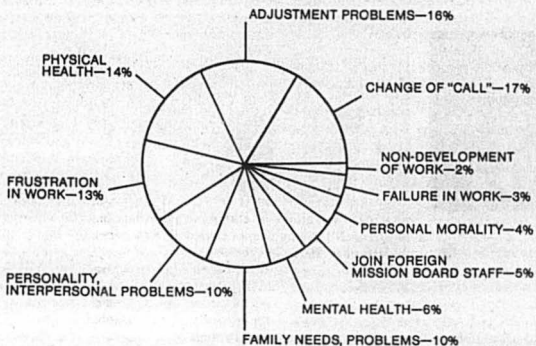 ADJUSTMENT PROBLEMS—16%
CHANGE OF "CALL"—17%
NON-DEVELOPMENT
OF WORK—2%
FAILURE IN WORK—3%
PERSONAL MORALITY—4%
JOIN FOREIGN
MISSION BOARD STAFF—5%
MENTAL HEALTH—6%
FAMILY NEEDS, PROBLEMS—10%
PERSONALITY,
INTERPERSONAL PROBLEMS—10%
FRUSTRATION
IN WORK—13%
PHYSICAL
HEALTH—14%